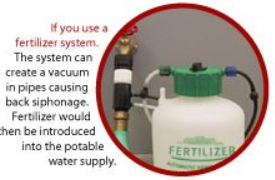 If you use a
fertilizer system.
The system can
create a vacuum
in pipes causing
back siphonage.
Fertilizer would
then be introduced
into the potable
water supply.
FERTILIZER